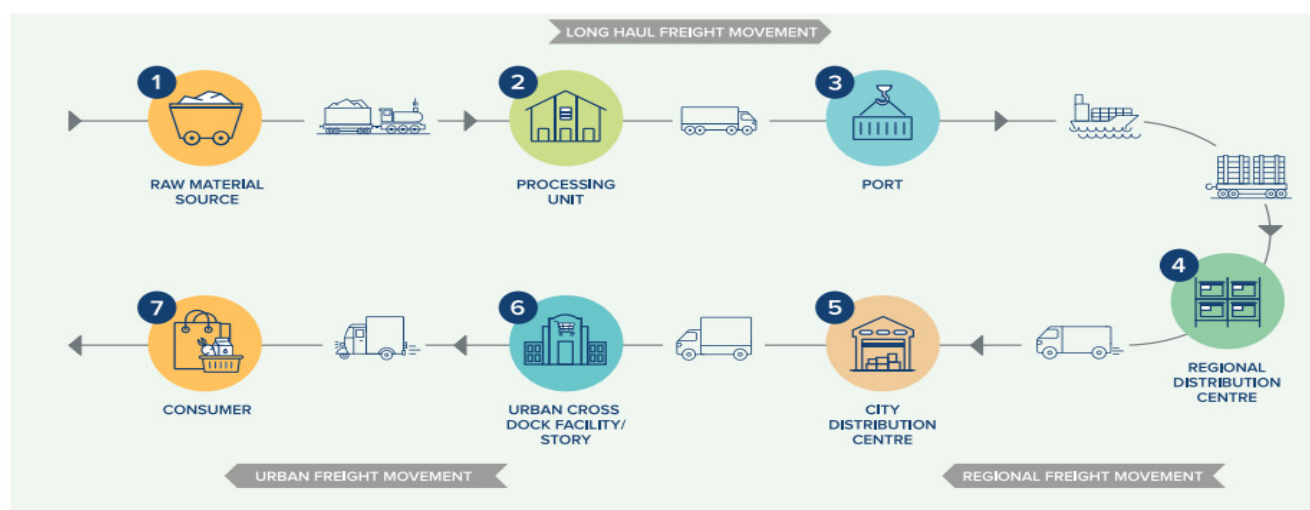 LONG HAUL FREIGHT MOVEMENT
1
RAW MATERIAL
SOURCE
2
PROCESSING
UNIT
3
PORT
4
REGIONAL
DISTRIBUTION
CENTRE
5
CITY
DISTRIBUTION
CENTRE
6
URBAN CROSS
DOCK FACILITY/
STORY
7
CONSUMER
URBAN FREIGHT MOVEMENT
REGIONAL FREIGHT MOVEMENT